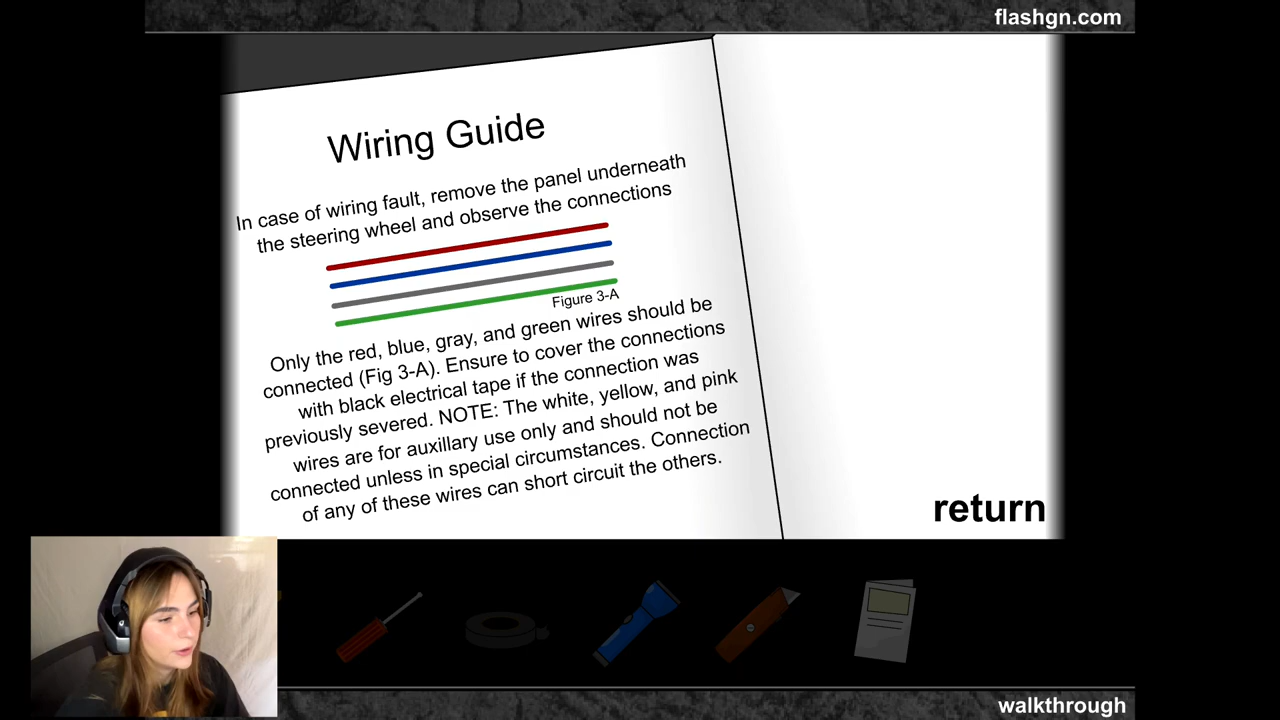 flashgn.com
Wiring Guide
In case of wiring fault, remove the panel underneath
the steering wheel and observe the connections
Figure 3-A
Only the red, blue, gray, and green wires should be
connected (Fig 3-A). Ensure to cover the connections
with black electrical tape if the connection was
previously severed. NOTE: The white, yellow, and pink
wires are for auxillary use only and should not be
connected unless in special circumstances. Connection
of any of these wires can short circuit the others.
return
walkthrough